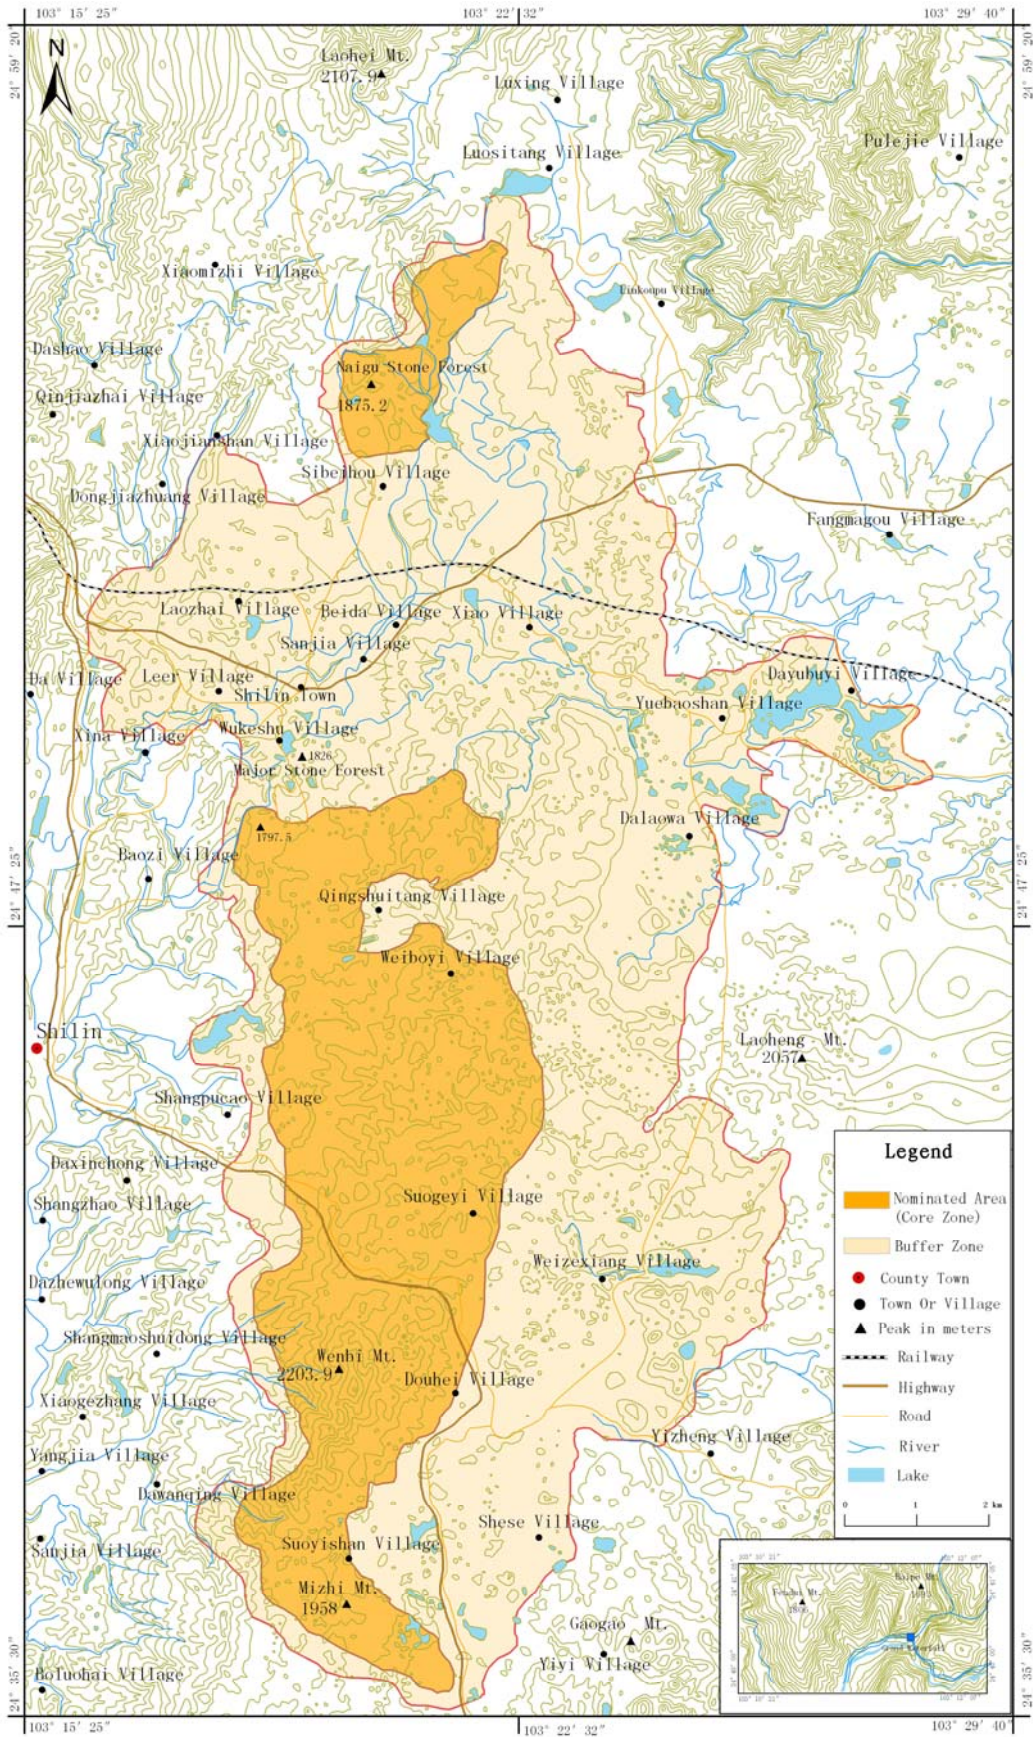 103° 15′ 25″
103° 22′ 32″
103° 29′ 40″
24° 59′ 20″
24° 59′ 20″
N
Laohei Mt.
2107.9
Luxing Village
Pulejie Village
Luositang Village
Xiaomizhi Village
Village
Dashao Village
Naigu Stone Forest
1875.2
Qinjiazhai Village
Xiaojianshan Village
Sibeihou Village
Dongjiazhuang Village
Fangmagou Village
Laozhai Village
Beida Village
Xiao Village
Sanjia Village
Da Village
Leer Village
Dayubuyi Village
Shilin Town
Yuebaoshan Village
Wukeshu Village
Xina Village
1826
Major Stone Forest
Dalaowa Village
1797.5
Baozi Village
24° 47′ 25″
24° 47′ 25″
Qingshuitang Village
Weiboyi Village
Shilin
Laoheng Mt.
2057
Shangpucao Village
Legend
Daxinchong Village
Nominated Area
(Core Zone)
Suogeyi Village
Shangzhao Village
Buffer Zone
Weizexiang Village
County Town
Dazhewulong Village
Town Or Village
Peak in meters
Shangmaoshuidong Village
Wenbi Mt.
2203.9
Railway
Douhei Village
Highway
Xiaogezhang Village
Road
Yizheng Village
River
Yangjia Village
Lake
Dawanqing Village
0 1 2 km
Shese Village
Suoyishan Village
Sanjia Village
Mizhi Mt.
1958
Gaogao Mt.
Yiyi Village
Boluohai Village
24° 35′ 30″
24° 35′ 30″
103° 15′ 25″
103° 22′ 32″
103° 29′ 40″